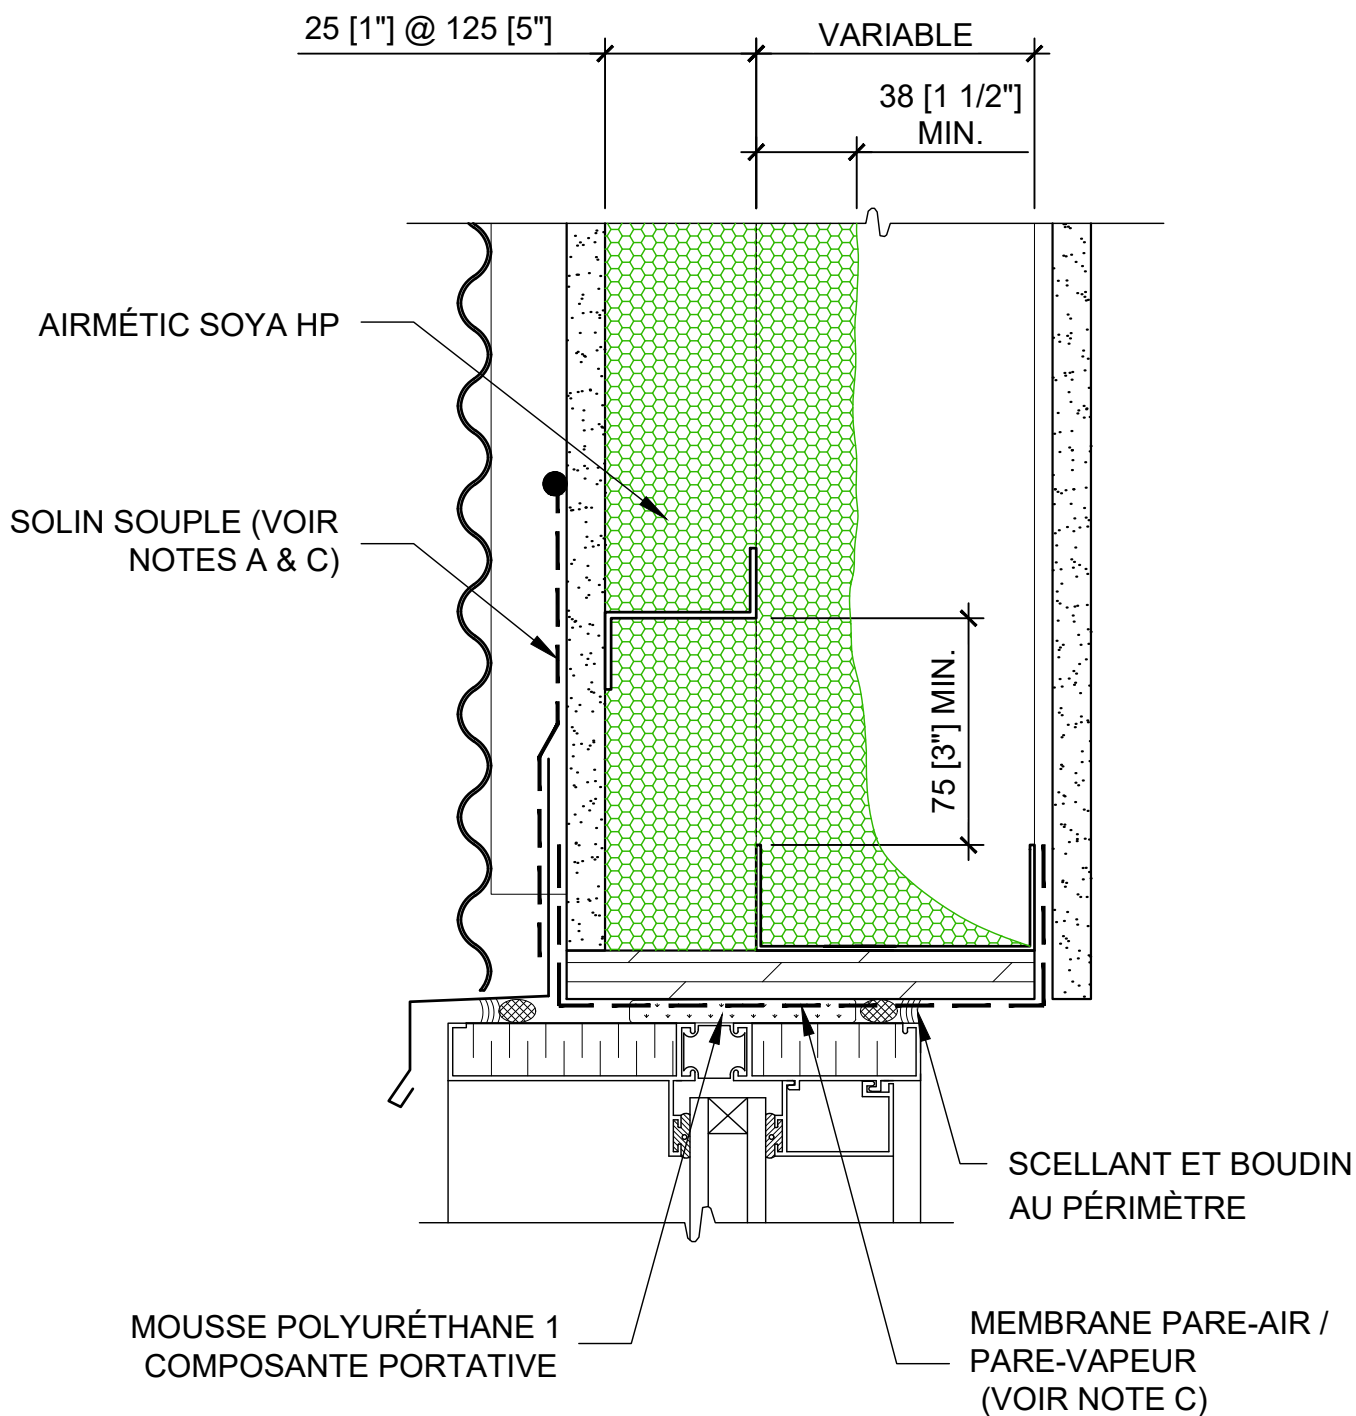 25 [1"] @ 125 [5"]
VARIABLE
38 [1 1/2"]
MIN.
AIRMÉTIC SOYA HP
SOLIN SOUPLE (VOIR
NOTES A & C)
75 [3"] MIN.
SCELLANT ET BOUDIN
AU PÉRIMÈTRE
MOUSSE POLYURÉTHANE 1
COMPOSANTE PORTATIVE
MEMBRANE PARE-AIR /
PARE-VAPEUR
(VOIR NOTE C)